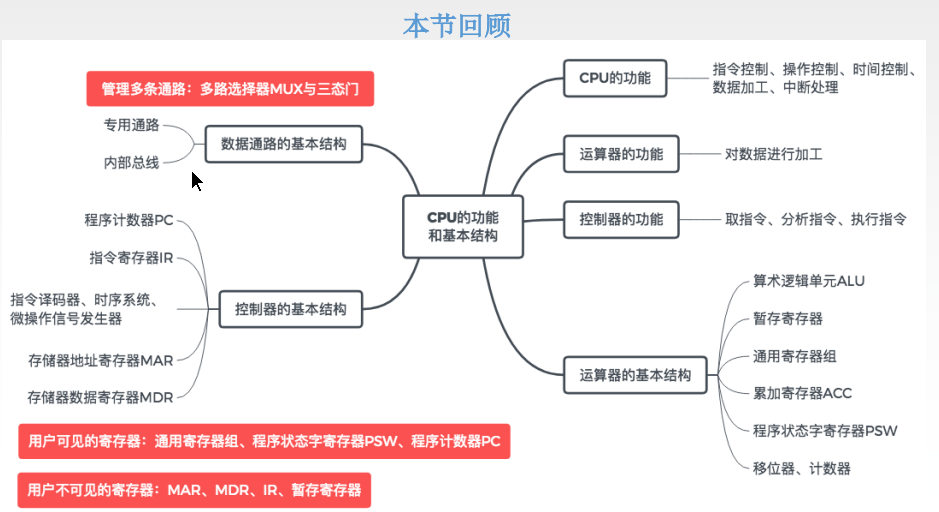 本节回顾
管理多条通路：多路选择器MUX与三态门
专用通路
内部总线
数据通路的基本结构
程序计数器PC
指令寄存器IR
指令译码器、时序系统、
微操作信号发生器
存储器地址寄存器MAR
存储器数据寄存器MDR
控制器的基本结构
CPU的功能
和基本结构
CPU的功能
指令控制、操作控制、时间控制、
数据加工、中断处理
运算器的功能
对数据进行加工
控制器的功能
取指令、分析指令、执行指令
运算器的基本结构
算术逻辑单元ALU
暂存寄存器
通用寄存器组
累加寄存器ACC
程序状态字寄存器PSW
移位器、计数器
用户可见的寄存器：通用寄存器组、程序状态字寄存器PSW、程序计数器PC
用户不可见的寄存器：MAR、MDR、IR、暂存寄存器